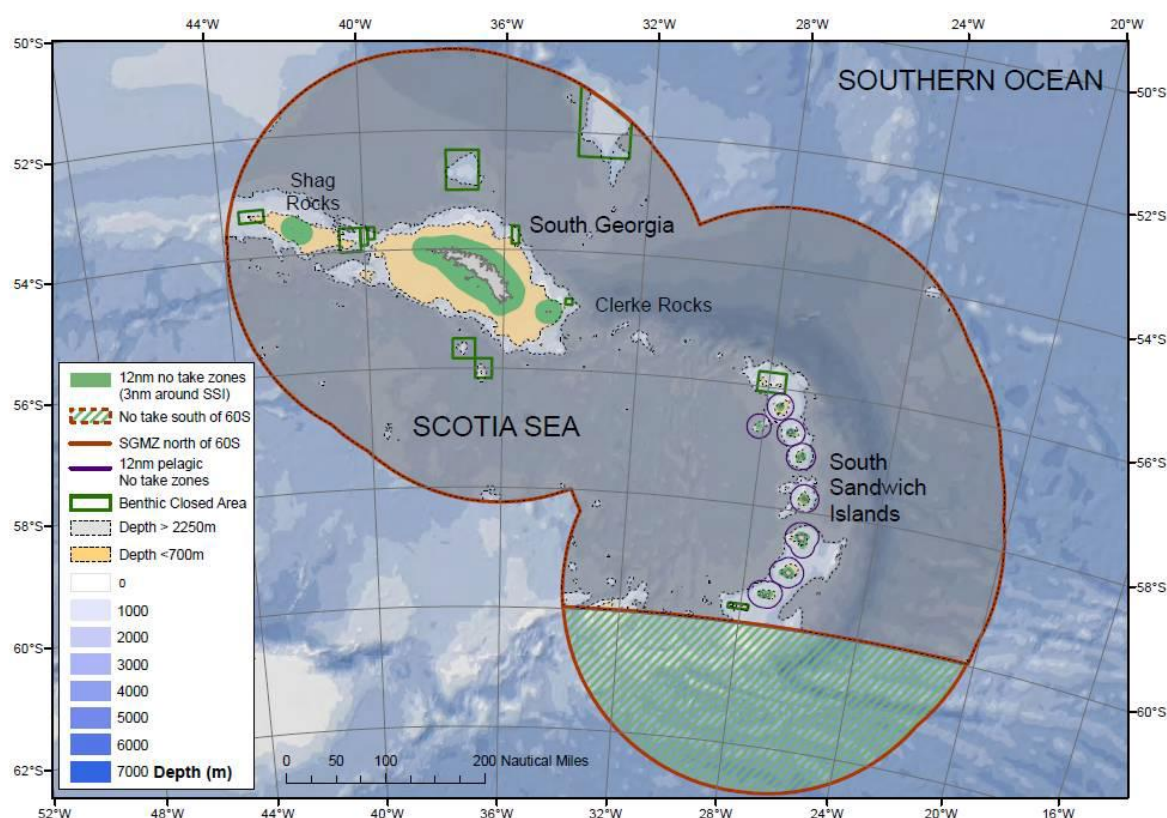 44°W 40°W 36°W 32°W 28°W 24°W 20°W
50°S
50°S
SOUTHERN OCEAN
52°S
Shag
Rocks
52°S
South Georgia
54°S
Clerke Rocks
54°S
12nm no take zones
(3nm around SSI)
No take south of 60S
SGMZ north of 60S
12nm pelagic
No take zones
Benthic Closed Area
Depth > 2250m
Depth <700m
0
1000
2000
3000
4000
5000
6000
7000 Depth (m)
56°S
SCOTIA SEA
56°S
South
Sandwich
Islands
58°S
58°S
60°S
60°S
0 50 100 200 Nautical Miles
62°S
52°W 48°W 44°W 40°W 36°W 32°W 28°W 24°W 20°W 16°W